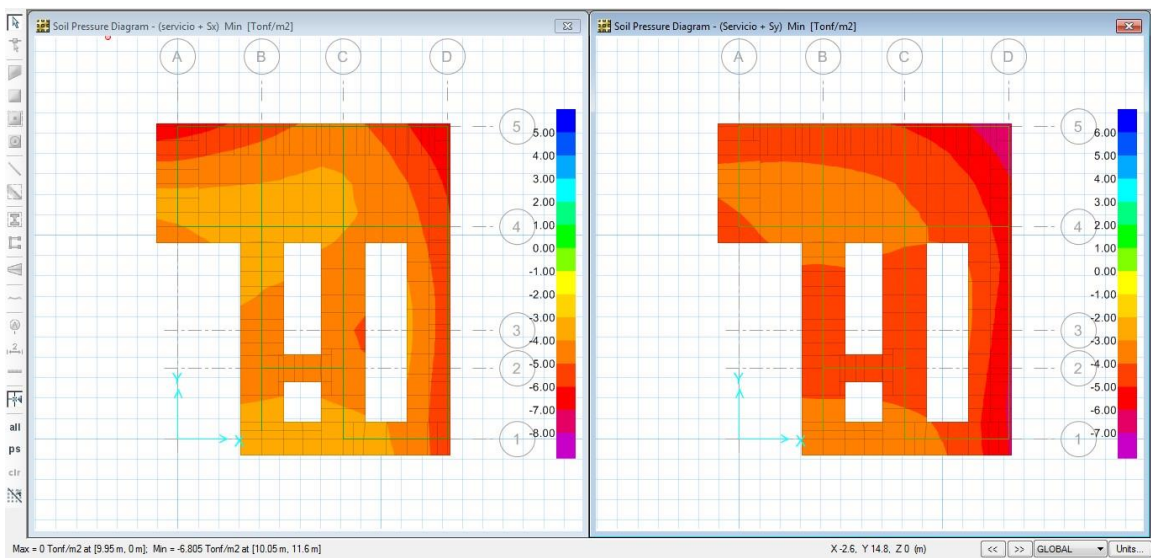 Soil Pressure Diagram - (servicio + Sx) Min [Tonf/m2]
A B C D
5
4
3
2
1
5.00
4.00
3.00
2.00
1.00
0.00
-1.00
-2.00
-3.00
-4.00
-5.00
-6.00
-7.00
-8.00
Y
X
Soil Pressure Diagram - (Servicio + Sy) Min [Tonf/m2]
A B C D
5
4
3
2
1
6.00
5.00
4.00
3.00
2.00
1.00
0.00
-1.00
-2.00
-3.00
-4.00
-5.00
-6.00
-7.00
Y
X
all
ps
clr
Max = 0 Tonf/m2 at [9.95 m, 0 m]; Min = -6.805 Tonf/m2 at [10.05 m, 11.6 m]
X -2.6, Y 14.8, Z 0 (m)
<< >> GLOBAL Units...